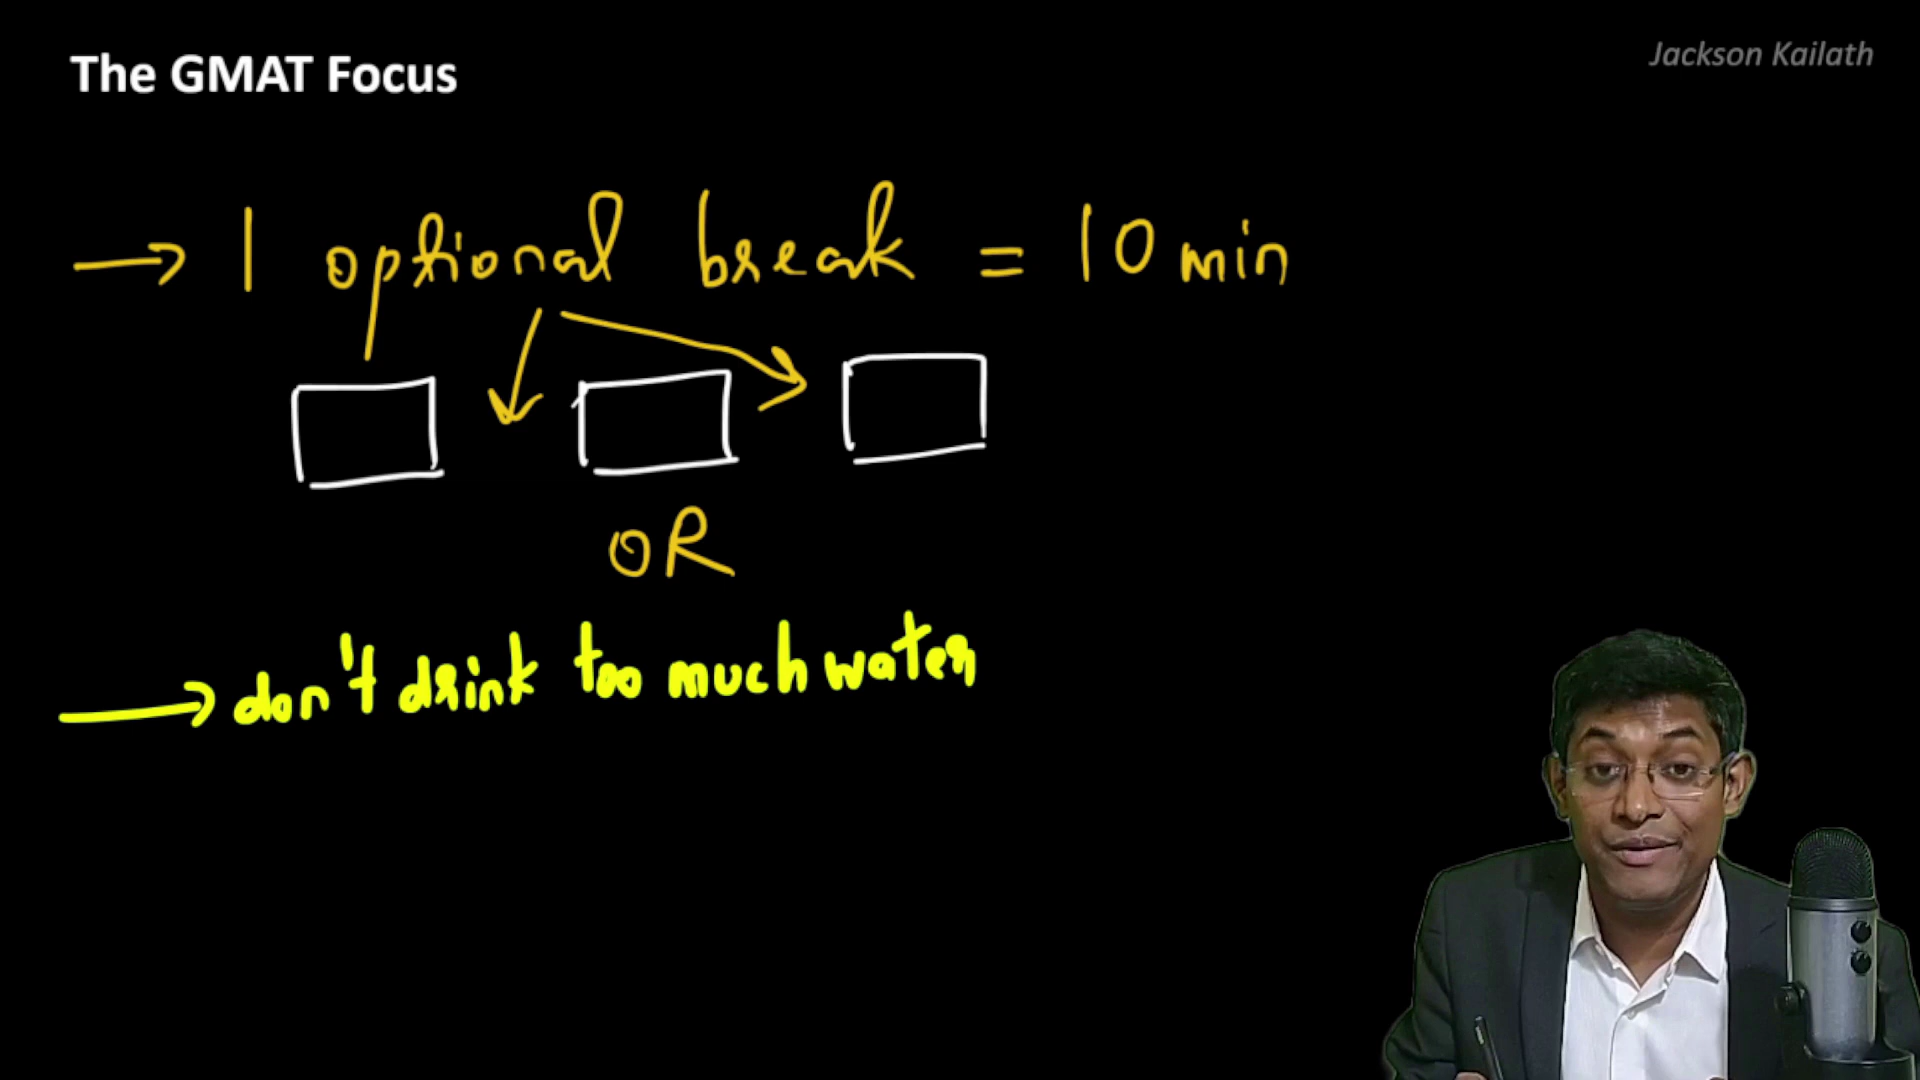 The GMAT Focus
Jackson Kailath
→ 1 optional break = 10 min
OR
→ don't drink too much water